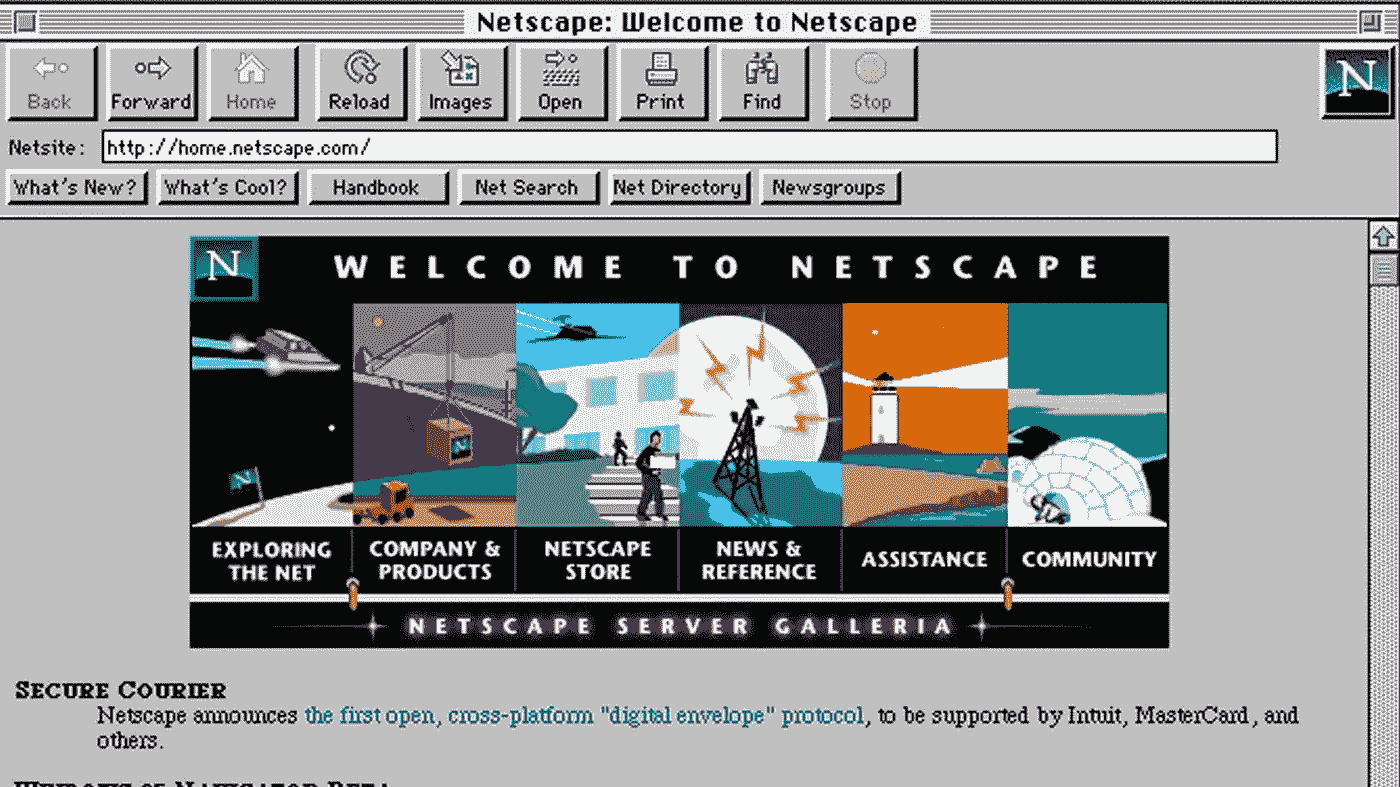 Netscape: Welcome to Netscape
Back Forward Home Reload Images Open Print Find Stop
N
Netsite: http://home.netscape.com/
What's New? What's Cool? Handbook Net Search Net Directory Newsgroups
N WELCOME TO NETSCAPE
N
N
EXPLORING THE NET
COMPANY & PRODUCTS
NETSCAPE STORE
NEWS & REFERENCE
ASSISTANCE
COMMUNITY
NETSCAPE SERVER GALLERIA
SECURE COURIER
Netscape announces the first open, cross-platform "digital envelope" protocol, to be supported by Intuit, MasterCard, and
others.